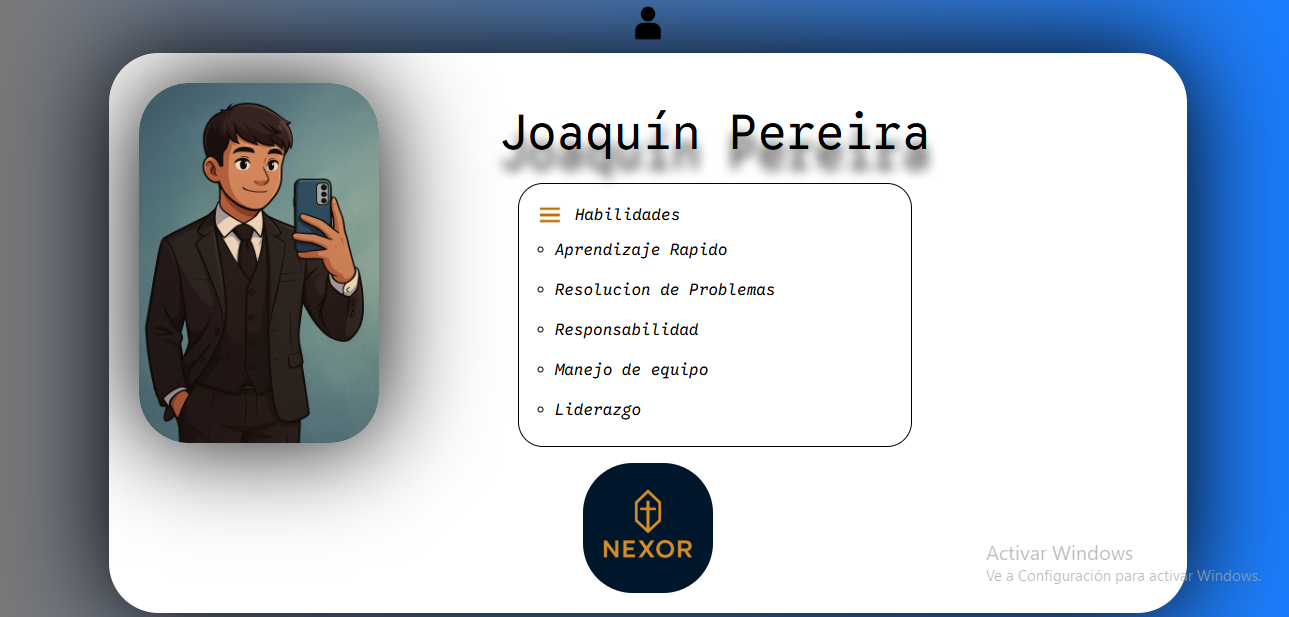 Joaquín Pereira
Habilidades
Aprendizaje Rapido
Resolucion de Problemas
Responsabilidad
Manejo de equipo
Liderazgo
NEXOR
Activar Windows
Ve a Configuración para activar Windows.